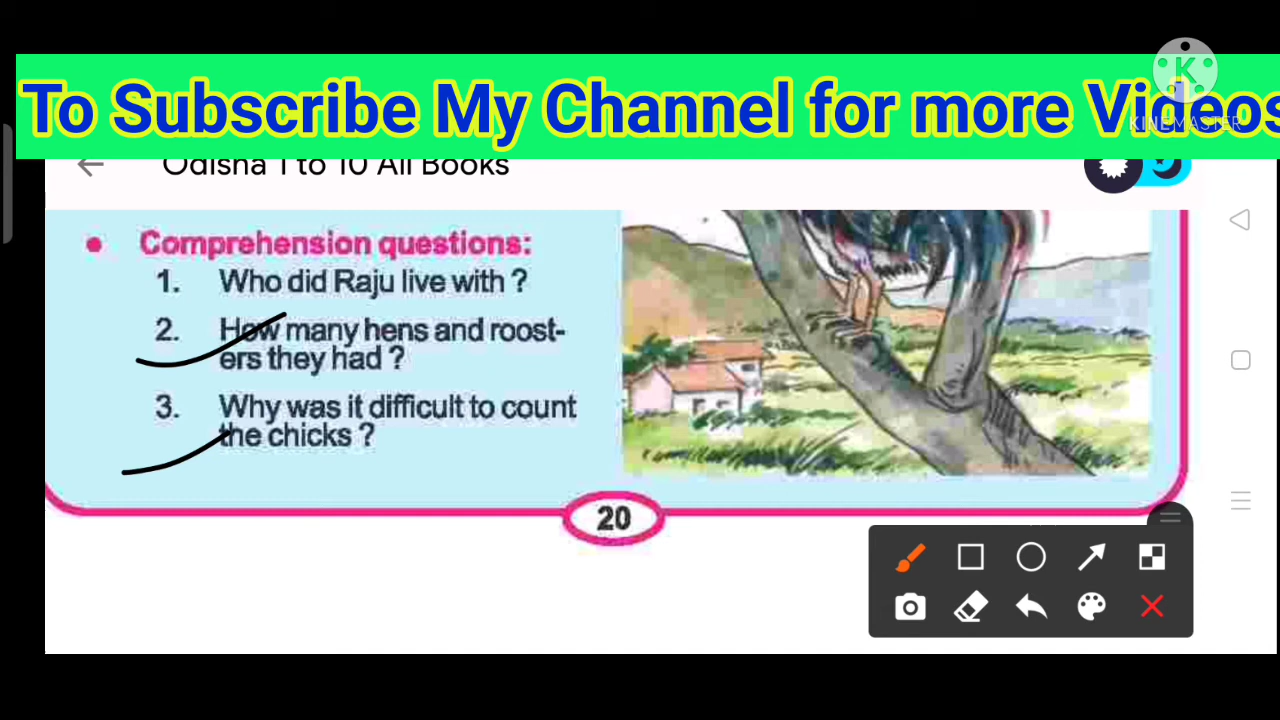 To Subscribe My Channel for more Videos
KINEMASTER
Odisha 1 to 10 All Books
Comprehension questions:
1. Who did Raju live with ?
2. How many hens and roost-
ers they had ?
3. Why was it difficult to count
the chicks ?
20